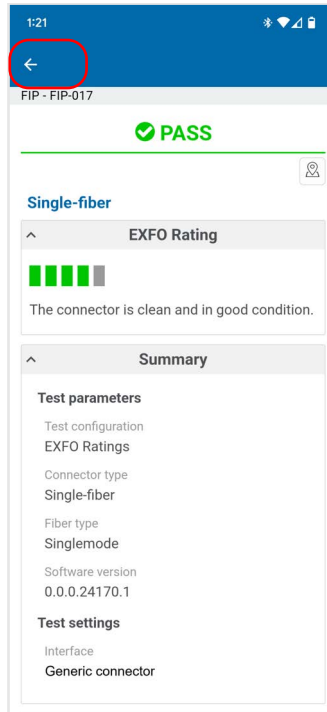 1:21
FIP - FIP-017
PASS
Single-fiber
EXFO Rating
The connector is clean and in good condition.
Summary
Test parameters
Test configuration
EXFO Ratings
Connector type
Single-fiber
Fiber type
Singlemode
Software version
0.0.0.24170.1
Test settings
Interface
Generic connector